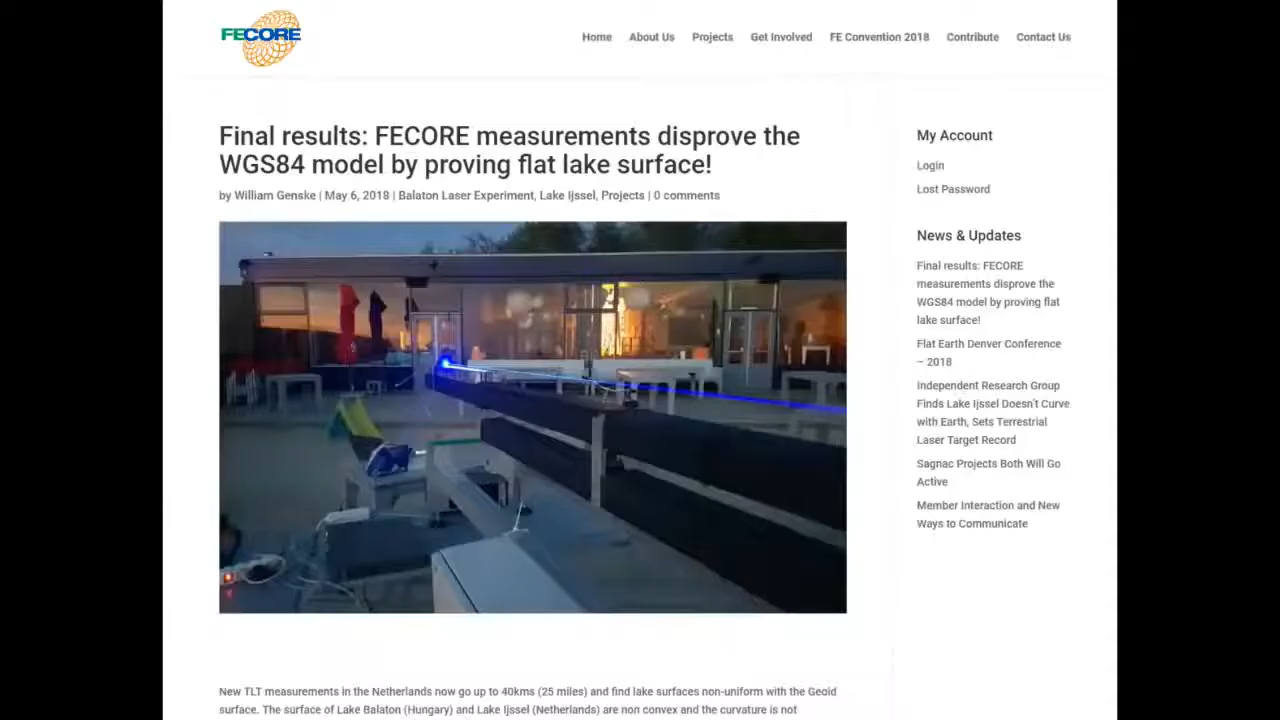 FECORE
Home About Us Projects Get Involved FE Convention 2018 Contribute Contact Us
Final results: FECORE measurements disprove the
WGS84 model by proving flat lake surface!
by William Genske | May 6, 2018 | Balaton Laser Experiment, Lake Ijssel, Projects | 0 comments
New TLT measurements in the Netherlands now go up to 40kms (25 miles) and find lake surfaces non-uniform with the Geoid
surface. The surface of Lake Balaton (Hungary) and Lake Ijssel (Netherlands) are non convex and the curvature is not
My Account
Login
Lost Password
News & Updates
Final results: FECORE
measurements disprove the
WGS84 model by proving flat
lake surface!
Flat Earth Denver Conference
– 2018
Independent Research Group
Finds Lake Ijssel Doesn't Curve
with Earth, Sets Terrestrial
Laser Target Record
Sagnac Projects Both Will Go
Active
Member Interaction and New
Ways to Communicate